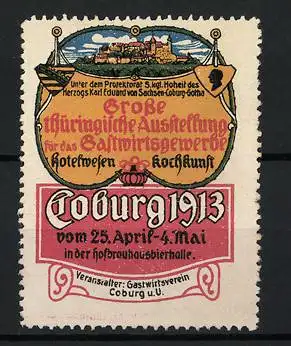 Unter dem Protektorat S. kgl. Hoheit des
Herzogs Karl Eduard von Sachsen-Coburg-Gotha
Große
thüringische Ausstellung
für das Gastwirtsgewerbe
Hotelwesen Kochkunst
Coburg 1913
vom 25. April-4. Mai
in der Hofbrauhausbierhalle.
Veranstalter: Gastwirtsverein
Coburg u.U.